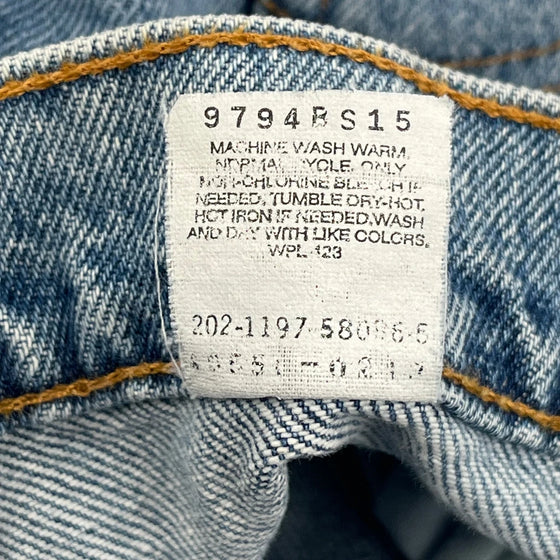 9794BS15
MACHINE WASH WARM,
NORMAL CYCLE, ONLY
NON-CHLORINE BLEACH IF
NEEDED, TUMBLE DRY-HOT,
HOT IRON IF NEEDED, WASH
AND DRY WITH LIKE COLORS.
WPL 423
202-1197-58086-5